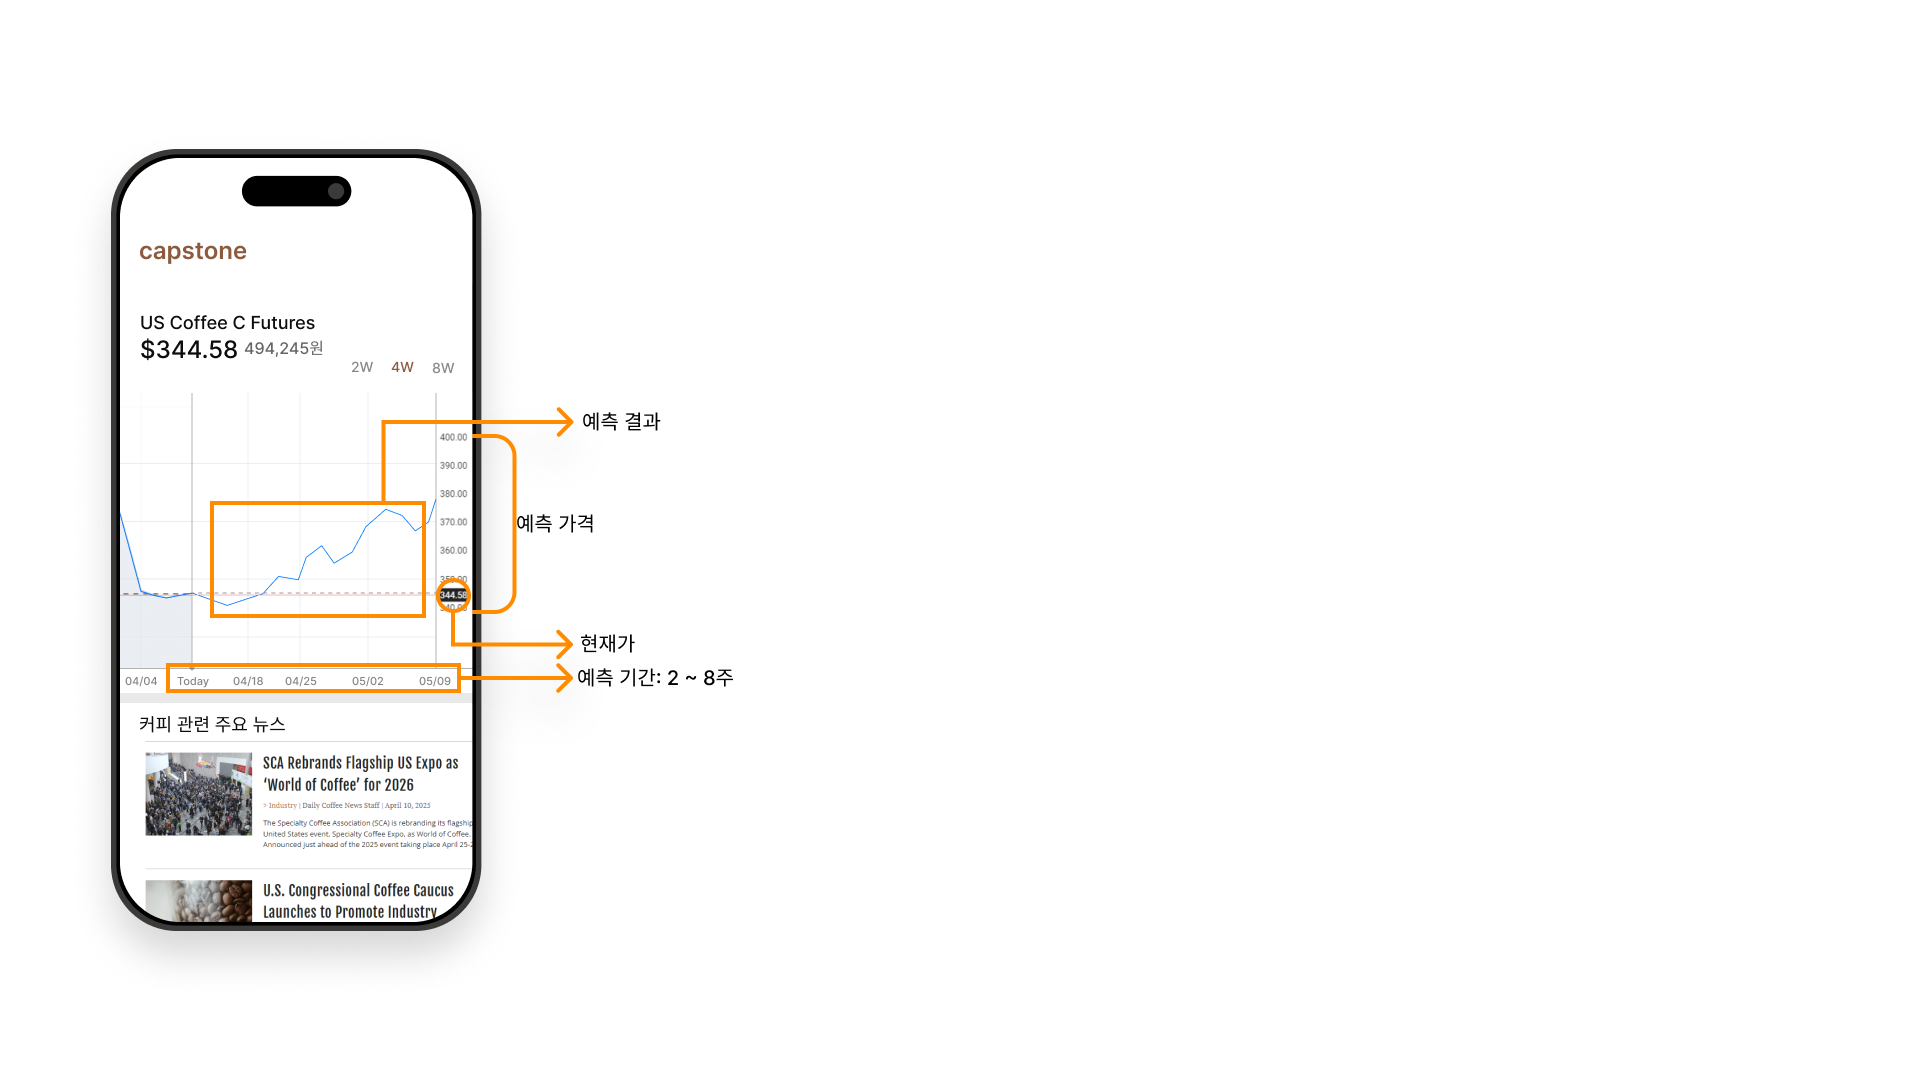 capstone
US Coffee C Futures
$344.58 494,245원
2W 4W 8W
예측 결과
400.00
390.00
380.00
370.00
예측 가격
360.00
350.00
344.58
340.00
현재가
예측 기간: 2 ~ 8주
04/04 Today 04/18 04/25 05/02 05/09
커피 관련 주요 뉴스
SCA Rebrands Flagship US Expo as
‘World of Coffee’ for 2026
> Industry | Daily Coffee News Staff | April 10, 2025
The Specialty Coffee Association (SCA) is rebranding its flagship
United States event, Specialty Coffee Expo, as World of Coffee.
Announced just ahead of the 2025 event taking place April 25-2
U.S. Congressional Coffee Caucus
Launches to Promote Industry